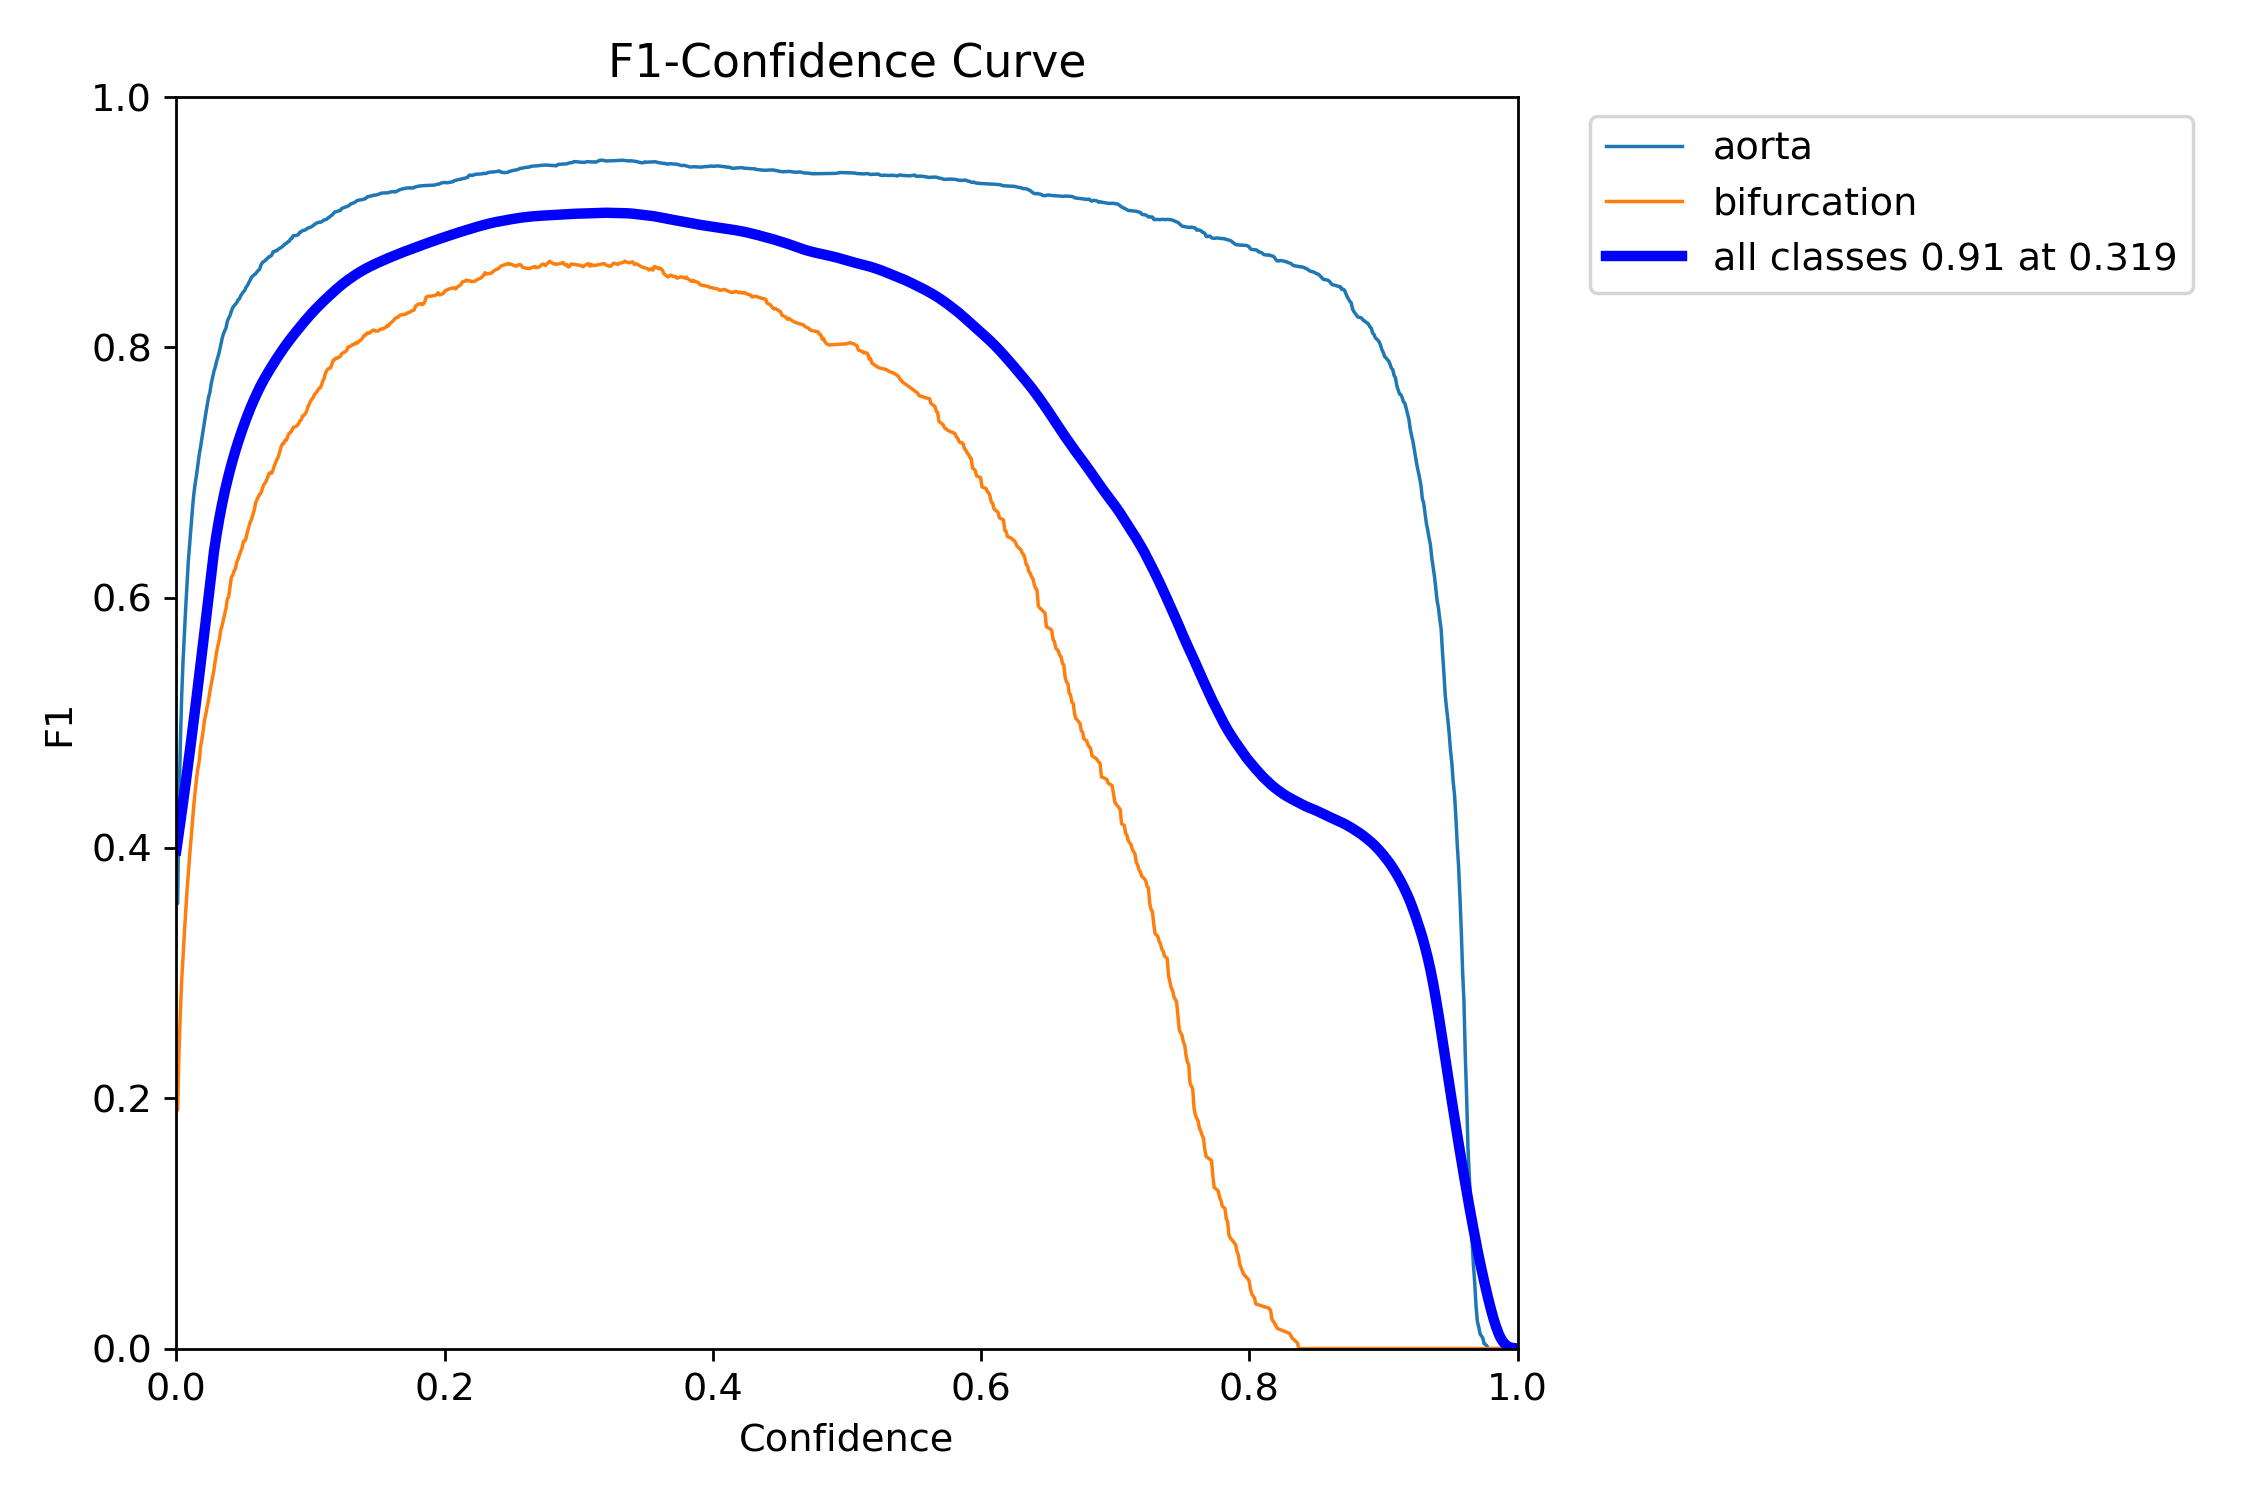 F1-Confidence Curve
1.0
0.8
0.6
0.4
0.2
0.0
F1
0.0 0.2 0.4 0.6 0.8 1.0
Confidence
aorta
bifurcation
all classes 0.91 at 0.319